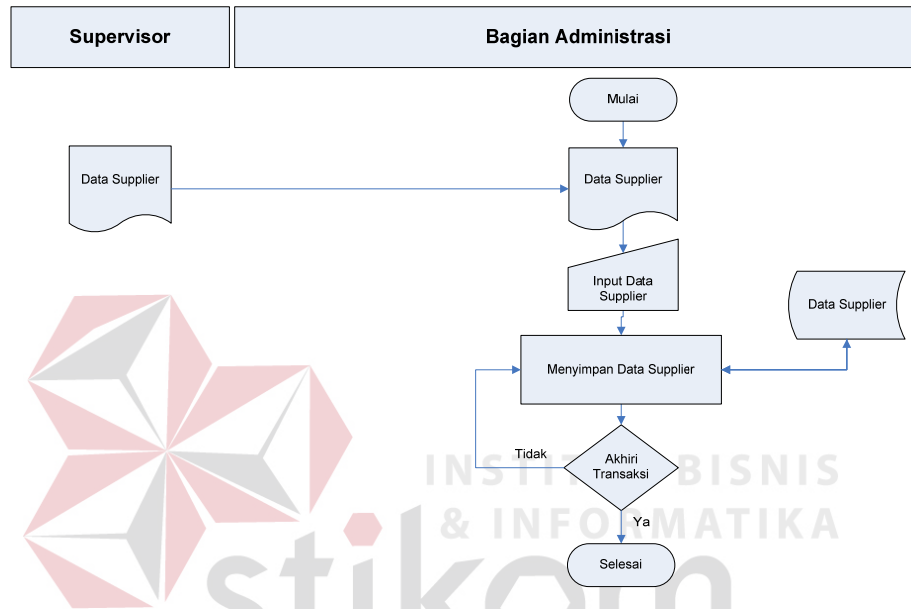 Supervisor
Bagian Administrasi
Mulai
Data Supplier
Data Supplier
Input Data
Supplier
Data Supplier
Menyimpan Data Supplier
Tidak
Akhiri
Transaksi
Ya
Selesai
INSTITUT BISNIS
& INFORMATIKA
stikom